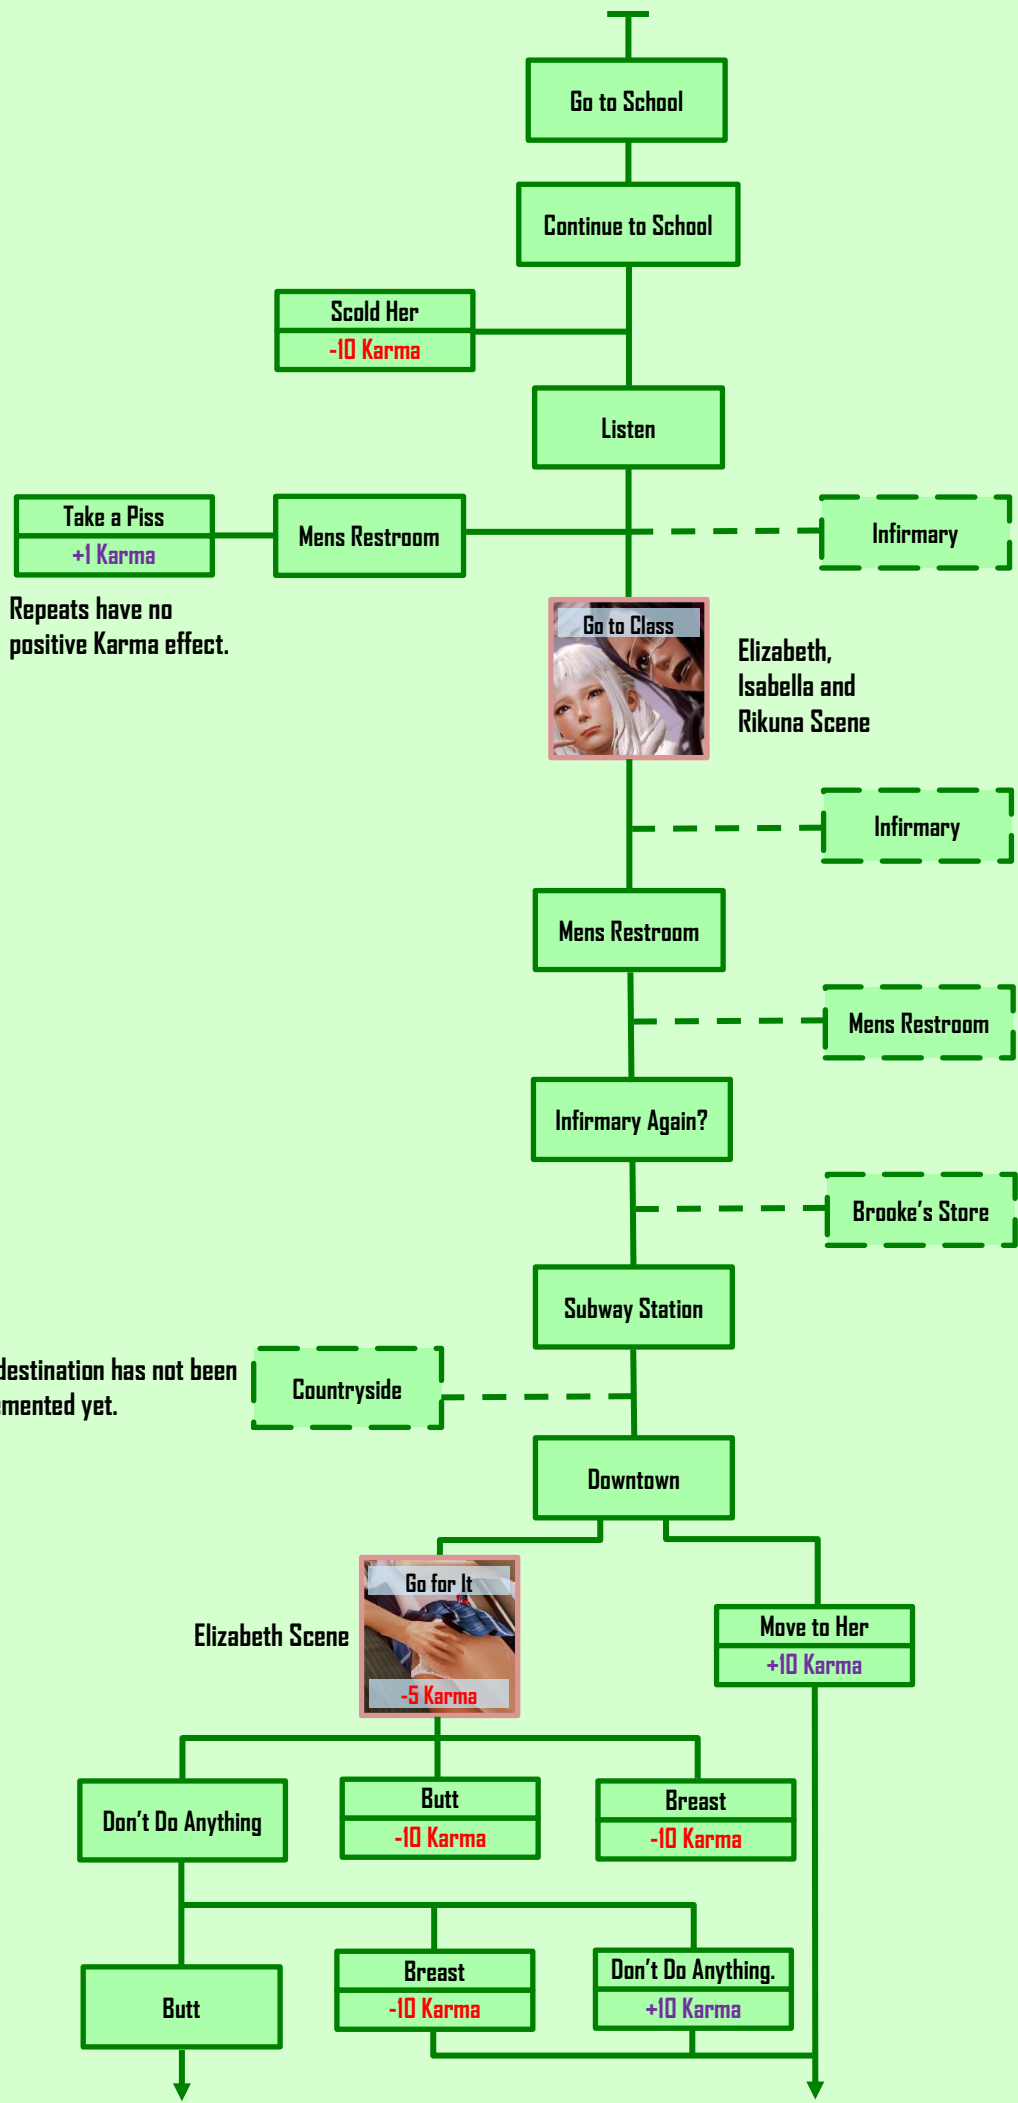 Go to School
Continue to School
Scold Her
-10 Karma
Listen
Take a Piss
+1 Karma
Mens Restroom
Infirmary
Repeats have no
positive Karma effect.
Go to Class
Elizabeth,
Isabella and
Rikuna Scene
Infirmary
Mens Restroom
Mens Restroom
Infirmary Again?
Brooke's Store
Subway Station
destination has not been
emented yet.
Countryside
Downtown
Go for It
-5 Karma
Elizabeth Scene
Move to Her
+10 Karma
Don't Do Anything
Butt
-10 Karma
Breast
-10 Karma
Butt
Breast
-10 Karma
Don't Do Anything.
+10 Karma